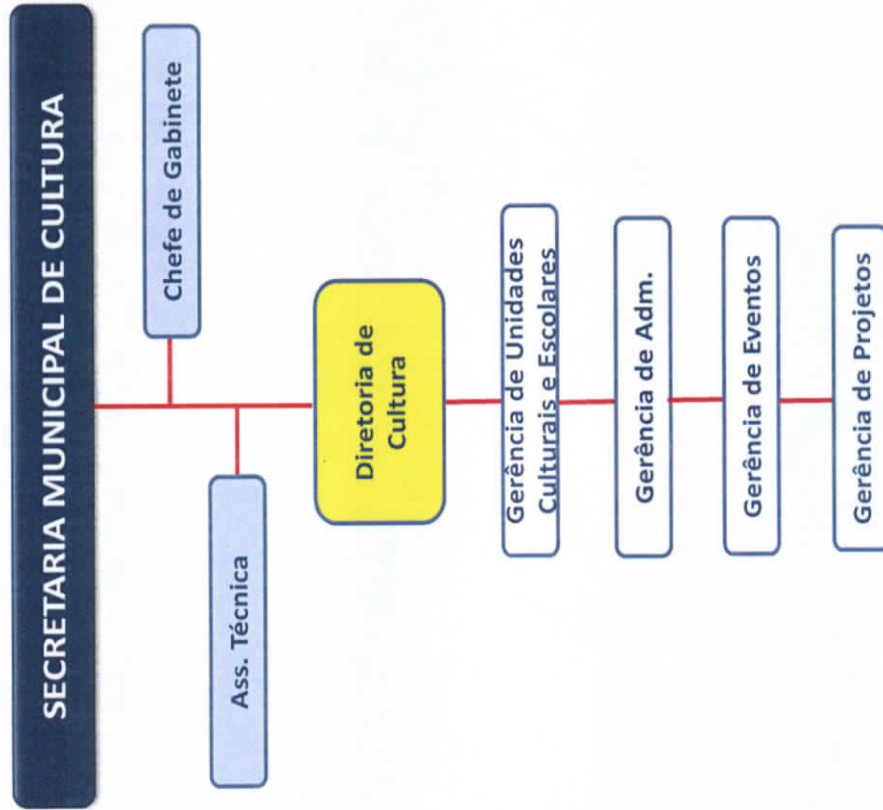 SECRETARIA MUNICIPAL DE CULTURA
Chefe de Gabinete
Ass. Técnica
Diretoria de
Cultura
Gerência de Unidades
Culturais e Escolares
Gerência de Adm.
Gerência de Eventos
Gerência de Projetos